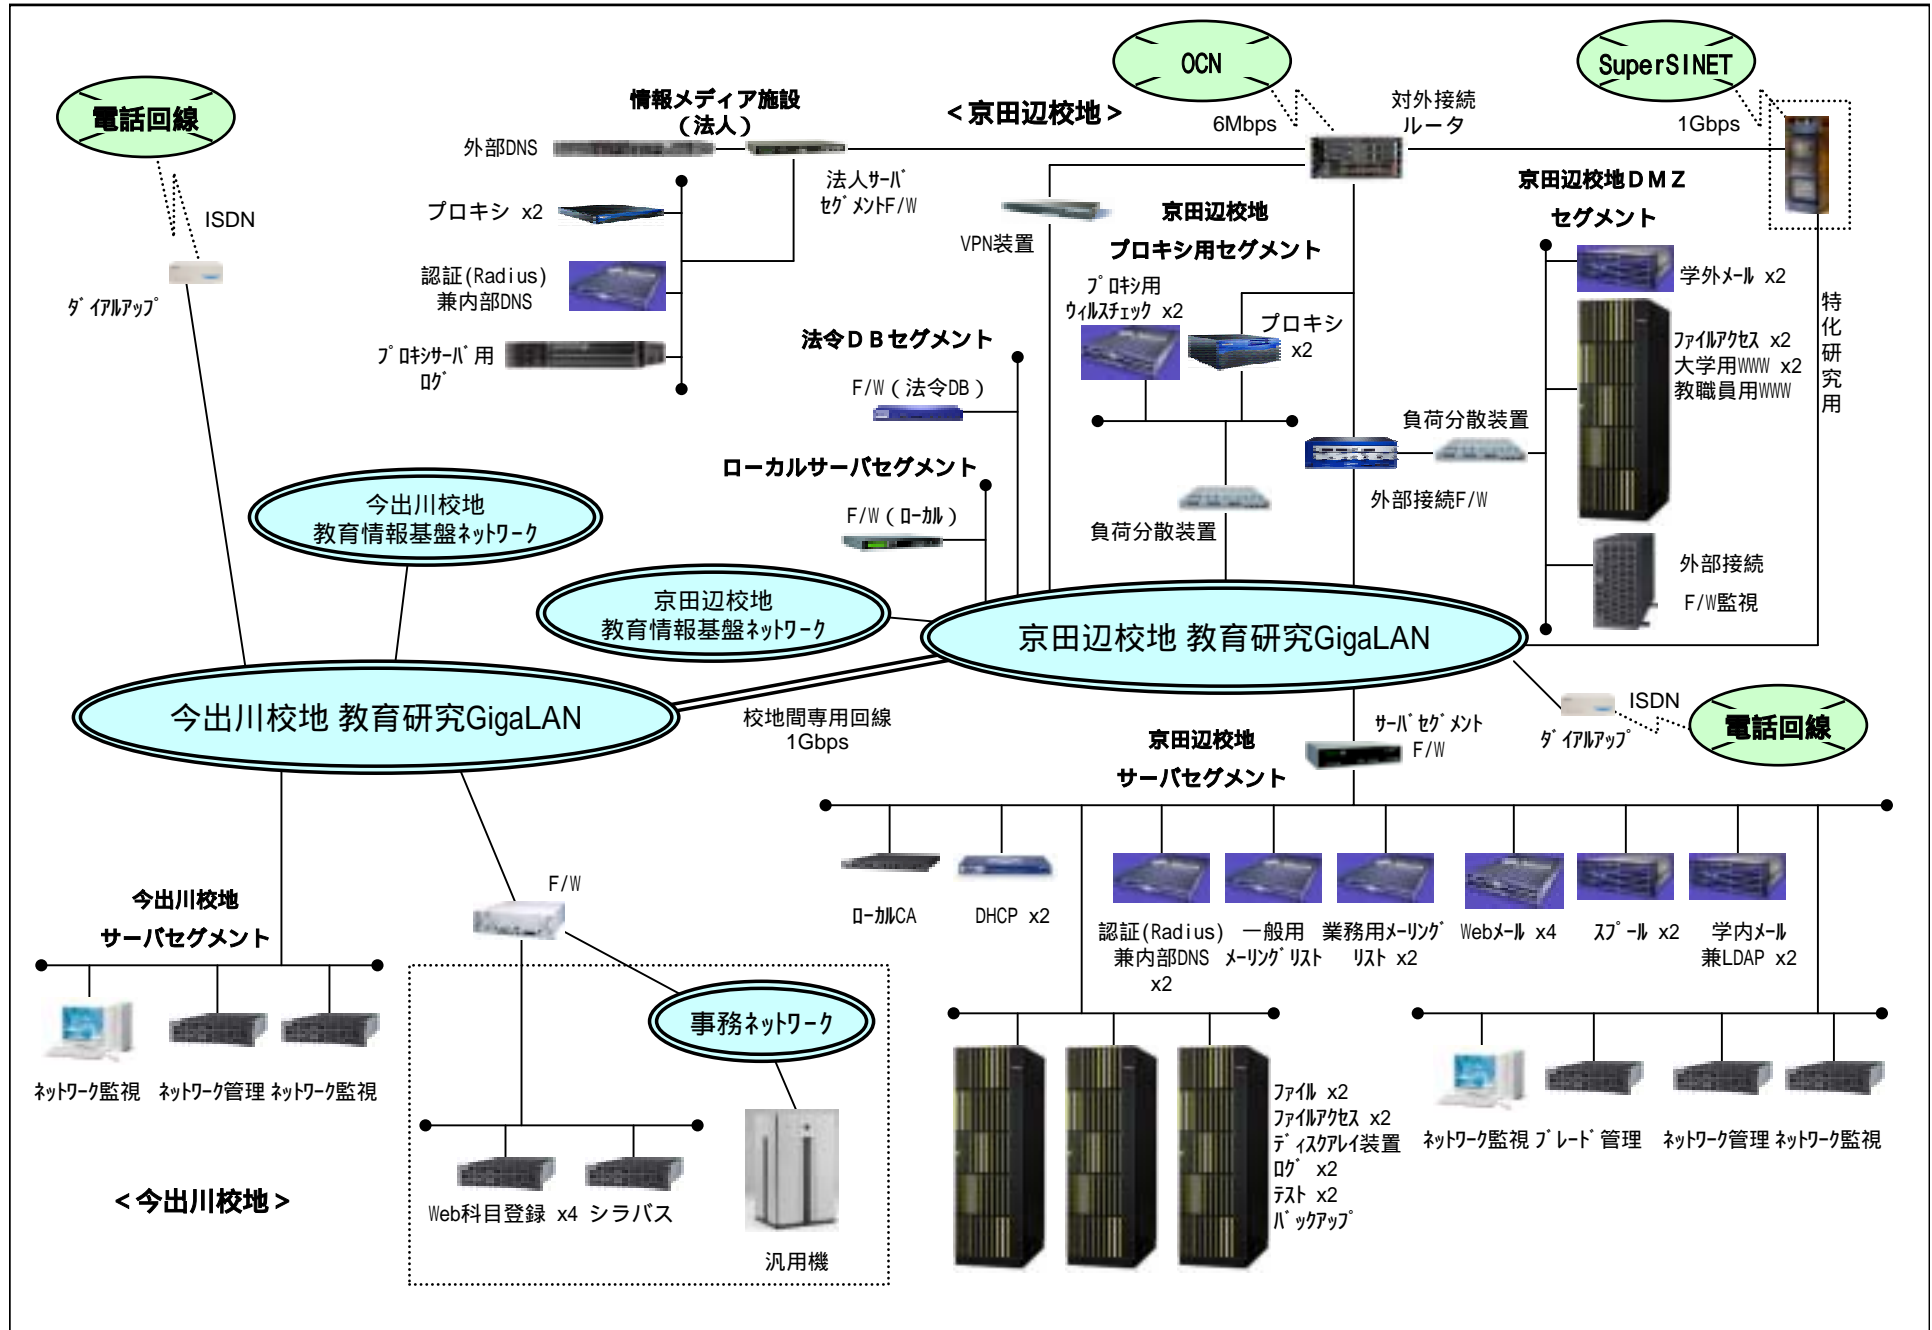 OCN
SuperSINET
電話回線
情報メディア施設
（法人）
＜京田辺校地＞
6Mbps
対外接続
ルータ
1Gbps
外部DNS
法人ｻｰﾊﾞ
ｾｸﾞﾒﾝﾄF/W
京田辺校地DMZ
セグメント
ISDN
プロキシ x2
VPN装置
京田辺校地
プロキシ用セグメント
認証(Radius)
兼内部DNS
ﾌﾟﾛｷｼ用
ｳｨﾙｽﾁｪｯｸ x2
プロキシ
x2
学外ﾒｰﾙ x2
ﾀﾞｲｱﾙｱｯﾌﾟ
特化研究用
ﾌﾟﾛｷｼｻｰﾊﾞ用
ﾛｸﾞ
法令ＤＢセグメント
F/W（法令DB）
ﾌｧｲﾙｱｸｾｽ x2
大学用WWW x2
教職員用WWW
負荷分散装置
ローカルサーバセグメント
F/W（ﾛｰｶﾙ）
外部接続F/W
負荷分散装置
今出川校地
教育情報基盤ﾈｯﾄﾜｰｸ
外部接続
F/W監視
京田辺校地
教育情報基盤ﾈｯﾄﾜｰｸ
京田辺校地 教育研究GigaLAN
今出川校地 教育研究GigaLAN
校地間専用回線
1Gbps
ISDN
電話回線
ﾀﾞｲｱﾙｱｯﾌﾟ
京田辺校地
サーバセグメント
ｻｰﾊﾞｾｸﾞﾒﾝﾄ
F/W
F/W
今出川校地
サーバセグメント
ﾛｰｶﾙCA
DHCP x2
認証(Radius)
兼内部DNS
x2
一般用
ﾒｰﾘﾝｸﾞﾘｽﾄ
業務用ﾒｰﾘﾝｸﾞ
ﾘｽﾄ x2
Webﾒｰﾙ x4
ｽﾌﾟｰﾙ x2
学内ﾒｰﾙ
兼LDAP x2
事務ﾈｯﾄﾜｰｸ
ﾈｯﾄﾜｰｸ監視
ﾈｯﾄﾜｰｸ管理
ﾈｯﾄﾜｰｸ監視
ﾌｧｲﾙ x2
ﾌｧｲﾙｱｸｾｽ x2
ﾃﾞｨｽｸｱﾚｲ装置
ﾛｸﾞ x2
ﾃｽﾄ x2
ﾊﾞｯｸｱｯﾌﾟ
ﾈｯﾄﾜｰｸ監視
ﾌﾞﾚｰﾄﾞ管理
ﾈｯﾄﾜｰｸ管理
ﾈｯﾄﾜｰｸ監視
＜今出川校地＞
Web科目登録 x4
シラバス
汎用機